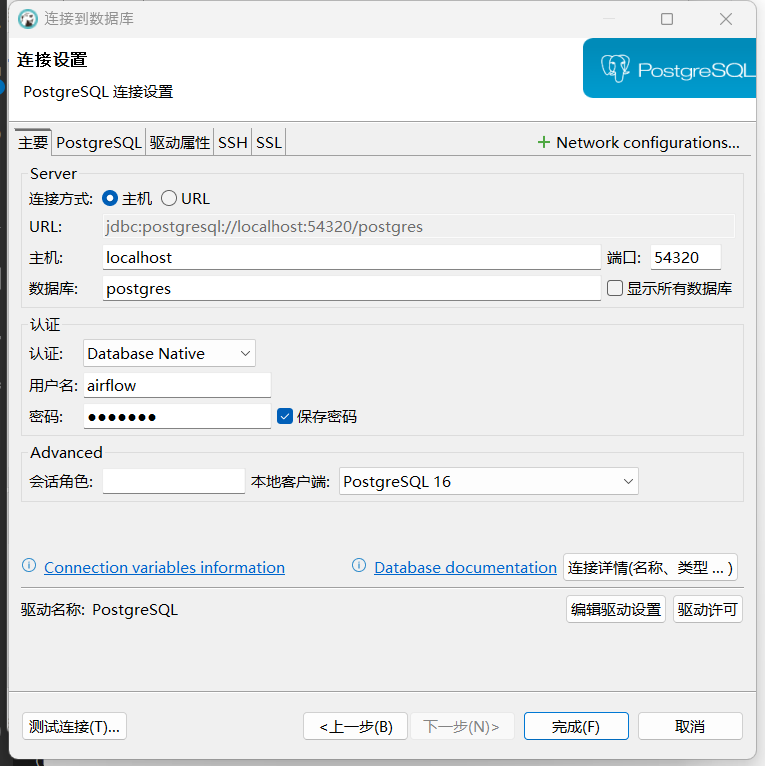 连接到数据库
连接设置
PostgreSQL 连接设置
PostgreSQL
主要 PostgreSQL 驱动属性 SSH SSL + Network configurations...
Server
连接方式: 主机 URL
URL: jdbc:postgresql://localhost:54320/postgres
主机: localhost 端口: 54320
数据库: postgres 显示所有数据库
认证
认证: Database Native
用户名: airflow
密码: ●●●●●●● 保存密码
Advanced
会话角色: 本地客户端: PostgreSQL 16
Connection variables information Database documentation 连接详情(名称、类型 ... )
驱动名称: PostgreSQL 编辑驱动设置 驱动许可
测试连接(T)... <上一步(B) 下一步(N)> 完成(F) 取消